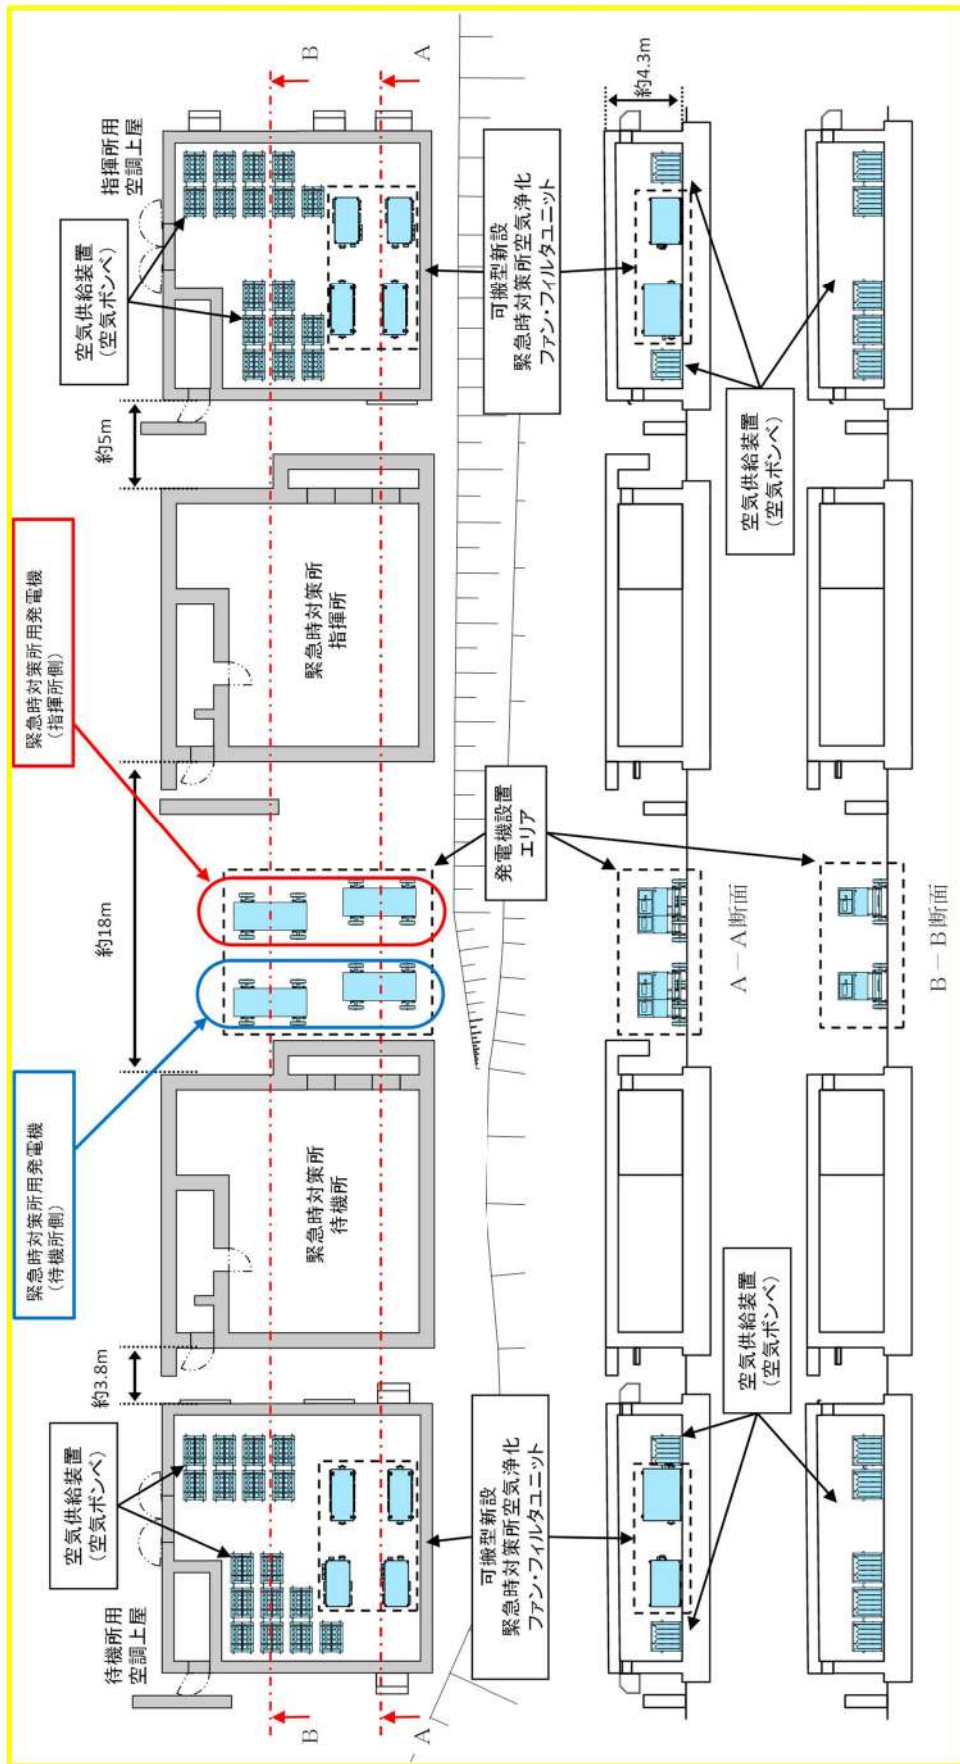 緊急時対策所用発電機
（待機所側）
緊急時対策所用発電機
（指揮所側）
待機所用
空調上屋
空気供給装置
（空気ボンベ）
約3.8m
約18m
約5m
空気供給装置
（空気ボンベ）
指揮所用
空調上屋
緊急時対策所
待機所
緊急時対策所
指揮所
B
B
A
A
可搬型新設
緊急時対策所空気浄化
ファン・フィルタユニット
発電機設置
エリア
可搬型新設
緊急時対策所空気浄化
ファン・フィルタユニット
約4.3m
A－A断面
空気供給装置
（空気ボンベ）
空気供給装置
（空気ボンベ）
B－B断面